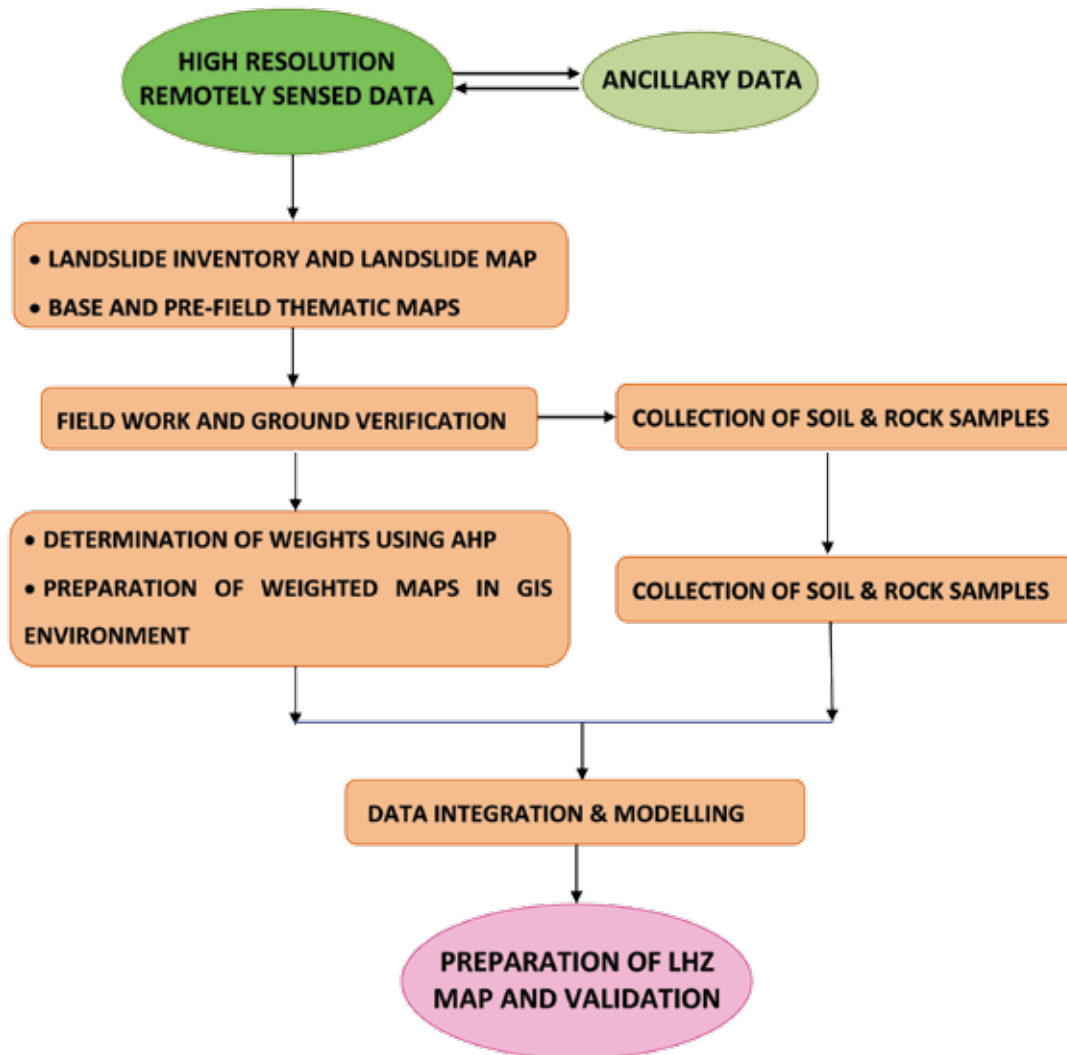 HIGH RESOLUTION
REMOTELY SENSED DATA
ANCILLARY DATA
• LANDSLIDE INVENTORY AND LANDSLIDE MAP
• BASE AND PRE-FIELD THEMATIC MAPS
FIELD WORK AND GROUND VERIFICATION
COLLECTION OF SOIL & ROCK SAMPLES
• DETERMINATION OF WEIGHTS USING AHP
• PREPARATION OF WEIGHTED MAPS IN GIS
ENVIRONMENT
COLLECTION OF SOIL & ROCK SAMPLES
DATA INTEGRATION & MODELLING
PREPARATION OF LHZ
MAP AND VALIDATION